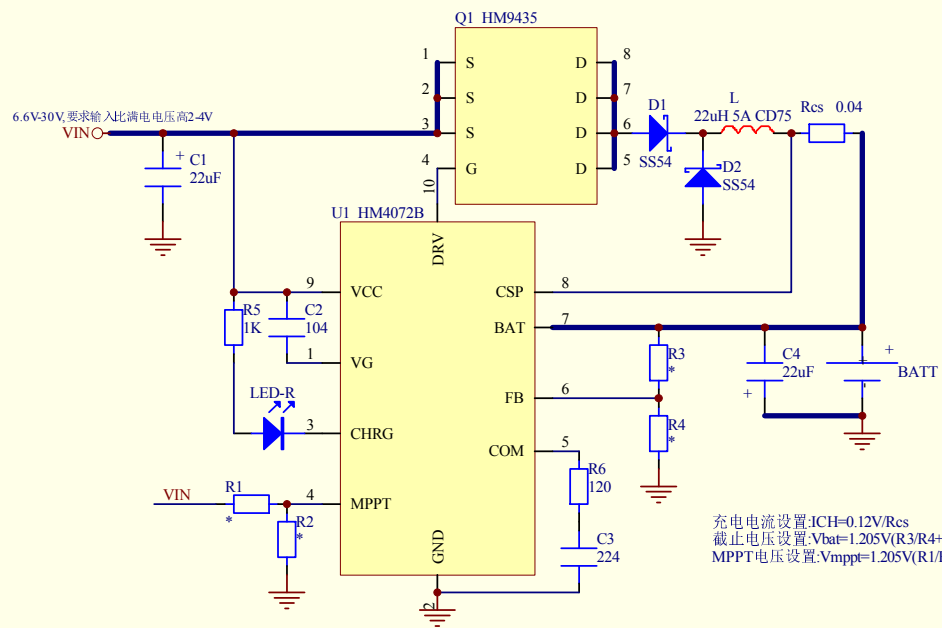 Q1 HM9435
1
S
D
8
2
S
D
7
3
S
D
6
4
G
D
5
6.6V-30V,要求输入比满电电压高2-4V
VIN
C1
22uF
+
D1
SS54
D2
SS54
L
22uH 5A CD75
Rcs 0.04
10
U1 HM4072B
DRV
9
VCC
CSP
8
R5
1K
C2
104
BAT
7
1
VG
R3
*
C4
22uF
+
+
BATT
LED-R
FB
6
3
CHRG
R4
*
COM
5
R6
120
VIN
R1
*
4
MPPT
R2
*
C3
224
GND
2
充电电流设置:ICH=0.12V/Rcs
截止电压设置:Vbat=1.205V(R3/R4+
MPPT电压设置:Vmppt=1.205V(R1/